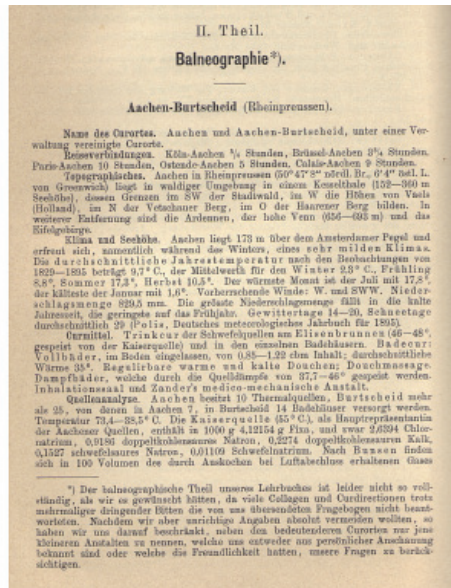 II. Theil.
Balneographie*).
Aachen-Burtscheid (Rheinpreussen).
Name des Curortes. Aachen und Aachen-Burtscheid, unter einer Ver-
waltung vereinigte Curorte.
Reiseverbindungen. Köln-Aachen 5/4 Stunden, Brüssel-Aachen 3¾ Stunden,
Paris-Aachen 10 Stunden, Ostende-Aachen 5 Stunden, Calais-Aachen 9 Stunden.
Topographisches. Aachen in Rheinpreussen (50°47'8" nördl. Br., 6°4" östl. L.
von Greenwich) liegt in waldiger Umgebung in einem Kesselthale (152—360 m
Seehöhe), dessen Grenzen im SW der Stadtwald, im W die Höhen von Vaels
(Holland), im N der Vetschauer Berg, im O der Haarener Berg bilden. In
weiterer Entfernung sind die Ardennen, der hohe Venn (656—693 m) und das
Eifelgebirge.
Klima und Seehöhe. Aachen liegt 173 m über dem Amsterdamer Pegel und
erfreut sich, namentlich während des Winters, eines sehr milden Klimas.
Die durchschnittliche Jahrestemperatur nach den Beobachtungen von
1829—1895 beträgt 9,7° C., der Mittelwerth für den Winter 2,3° C., Frühling
8,8°, Sommer 17,3°, Herbst 10,5°. Der wärmste Monat ist der Juli mit 17,8°,
der kälteste der Januar mit 1,6°. Vorherrschende Winde: W. und SWW. Nieder-
schlagsmenge 829,5 mm. Die grösste Niederschlagsmenge fällt in die kalte
Jahreszeit, die geringste auf das Frühjahr. Gewittertage 14—20, Schneetage
durchschnittlich 29 (Polis, Deutsches meteorologisches Jahrbuch für 1895).
Curmittel. Trinkcur der Schwefelquellen am Elisenbrunnen (46—48°,
gespeist von der Kaiserquelle) und in den einzelnen Badehäusern. Badecur:
Vollbäder, im Boden eingelassen, von 0,85—1,29 cbm Inhalt; durchschnittliche
Wärme 35°. Regulirbare warme und kalte Douchen; Douchmassage.
Dampfbäder, welche durch die Quelldämpfe von 37,7—46° gespeist werden.
Inhalationssaal und Zander's medico-mechanische Anstalt.
Quellenanalyse. Aachen besitzt 10 Thermalquellen, Burtscheid mehr
als 25, von denen in Aachen 7, in Burtscheid 14 Badehäuser versorgt werden.
Temperatur 73,4—38,5° C. Die Kaiserquelle (55° C.), als Hauptrepräsentantin
der Aachener Quellen, enthält in 1000 g 4,12154 g Fixa, und zwar 2,6394 Chlor-
natrium, 0,9186 doppeltkohlensaures Natron, 0,2274 doppeltkohlensauren Kalk,
0,1527 schwefelsaures Natron, 0,01109 Schwefelnatrium. Nach Bunsen finden
sich in 100 Volumen des durch Auskochen bei Luftabschluss erhaltenen Gases
*) Der balneographische Theil unseres Lehrbuches ist leider nicht so voll-
ständig, als wir es gewünscht hätten, da viele Collegen und Curdirectionen trotz
mehrmaliger dringender Bitten die von uns übersendeten Fragebogen nicht beant-
worteten. Nachdem wir aber unrichtige Angaben absolut vermeiden wollten, so
haben wir uns darauf beschränkt, neben den bedeutenderen Curorten nur jene
kleineren Anstalten zu nennen, welche uns entweder aus persönlicher Anschauung
bekannt sind oder welche die Freundlichkeit hatten, unsere Fragen zu berück-
sichtigen.